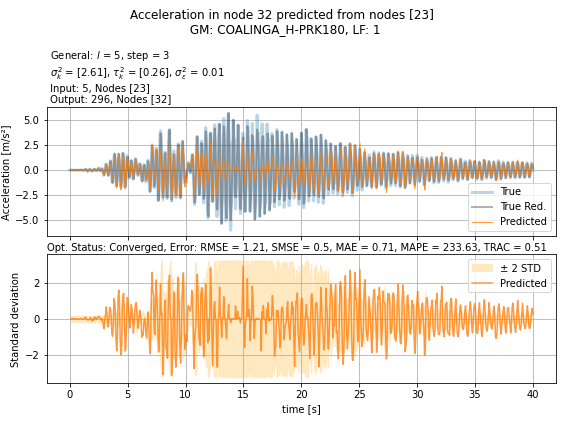 Acceleration in node 32 predicted from nodes [23]
GM: COALINGA_H-PRK180, LF: 1
General: l = 5, step = 3
σ²ₖ = [2.61], τ²ₖ = [0.26], σ²ε = 0.01
Input: 5, Nodes [23]
Output: 296, Nodes [32]
Acceleration [m/s²]
5.0
2.5
0.0
−2.5
−5.0
True
True Red.
Predicted
Opt. Status: Converged, Error: RMSE = 1.21, SMSE = 0.5, MAE = 0.71, MAPE = 233.63, TRAC = 0.51
Standard deviation
2
0
−2
± 2 STD
Predicted
0 5 10 15 20 25 30 35 40
time [s]